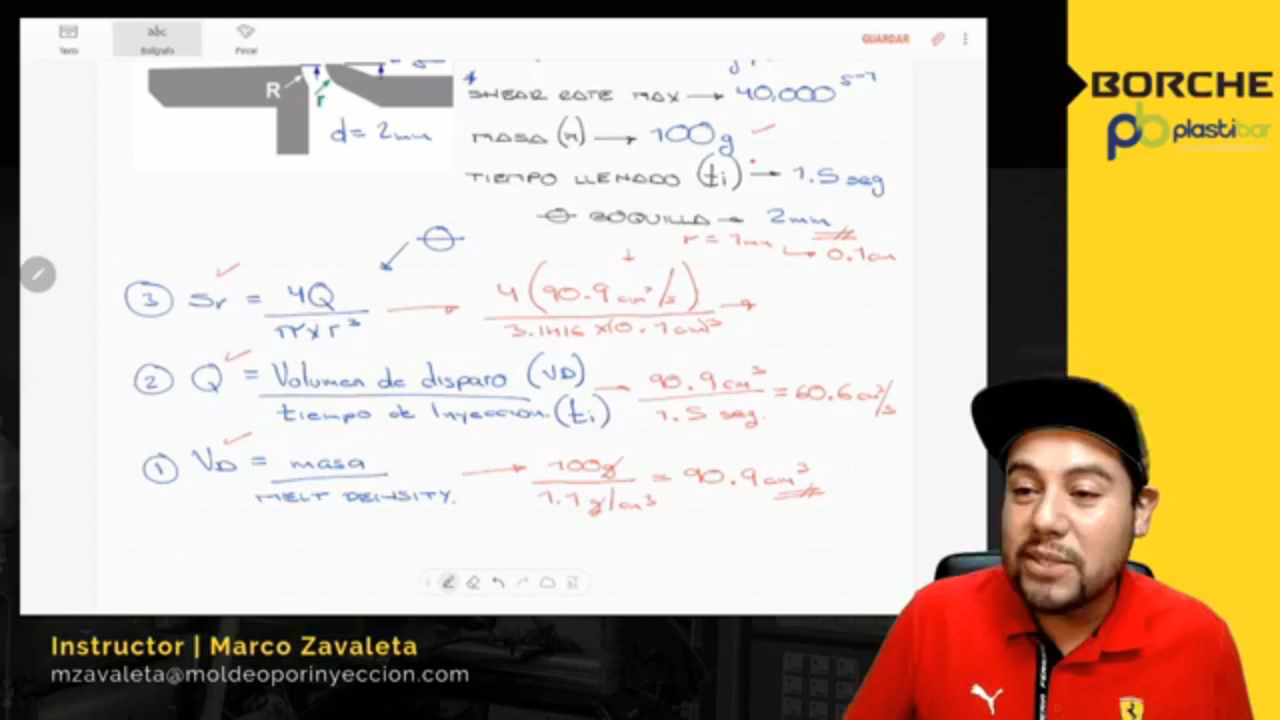 Texto
abc
Bolígrafo
Pincel
GUARDAR
R
r
d = 2mm
* SHEAR RATE MAX → 40,000 s-1
MASA (m) → 100g ✓
TIEMPO LLENADO (ti) → 1.5 seg
⌀ BOQUILLA → 2mm
r = 1mm → 0.1cm
③ Sr = 4Q / π x r³ → 4 (90.9 cm³/s) / 3.1416 x (0.1 cm)³ →
② Q = Volumen de disparo (VD) / tiempo de Inyección (ti) → 90.9 cm³ / 1.5 seg. = 60.6 cm³/s
① VD = masa / MELT DENSITY. → 100g / 1.1 g/cm³ = 90.9 cm³
BORCHE
pb plastibar
Instructor | Marco Zavaleta
mzavaleta@moldeoporinyeccion.com